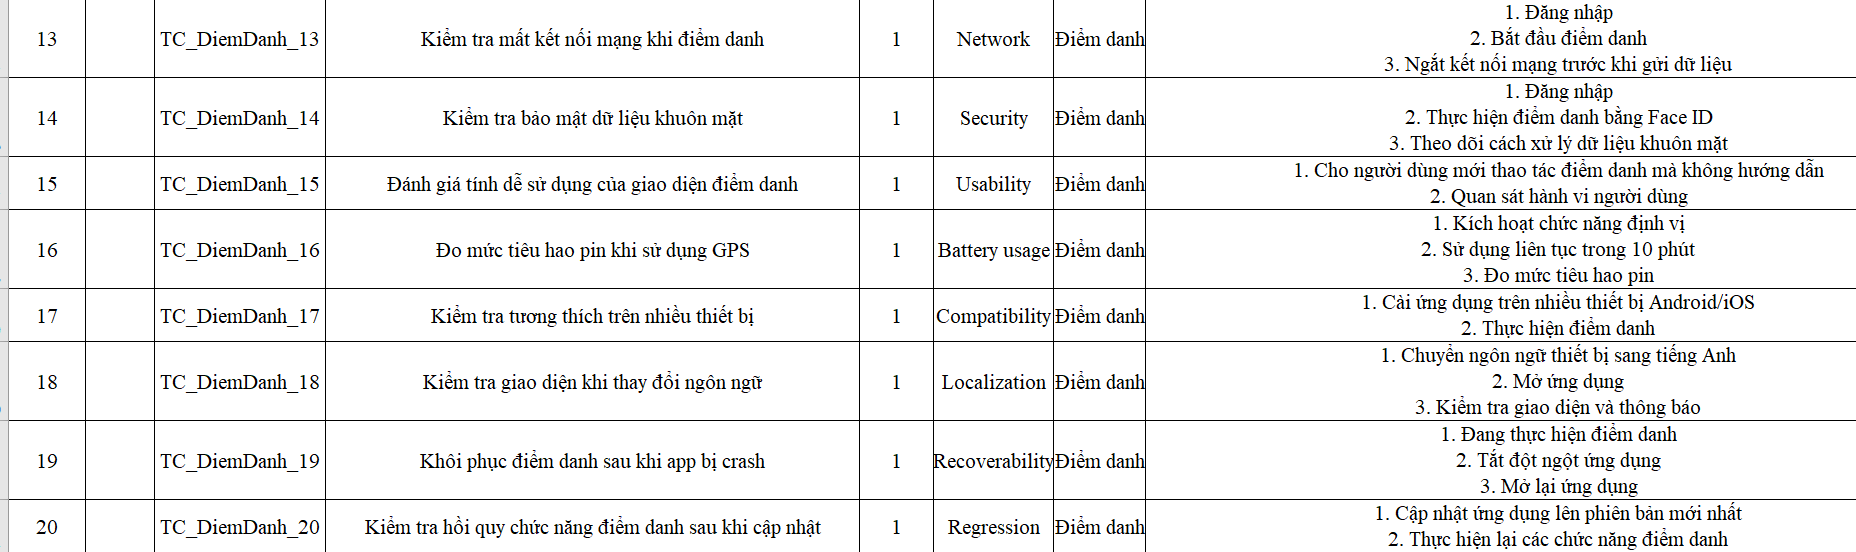 13 TC_DiemDanh_13 Kiểm tra mất kết nối mạng khi điểm danh 1 Network Điểm danh 1. Đăng nhập
2. Bắt đầu điểm danh
3. Ngắt kết nối mạng trước khi gửi dữ liệu
14 TC_DiemDanh_14 Kiểm tra bảo mật dữ liệu khuôn mặt 1 Security Điểm danh 1. Đăng nhập
2. Thực hiện điểm danh bằng Face ID
3. Theo dõi cách xử lý dữ liệu khuôn mặt
15 TC_DiemDanh_15 Đánh giá tính dễ sử dụng của giao diện điểm danh 1 Usability Điểm danh 1. Cho người dùng mới thao tác điểm danh mà không hướng dẫn
2. Quan sát hành vi người dùng
16 TC_DiemDanh_16 Đo mức tiêu hao pin khi sử dụng GPS 1 Battery usage Điểm danh 1. Kích hoạt chức năng định vị
2. Sử dụng liên tục trong 10 phút
3. Đo mức tiêu hao pin
17 TC_DiemDanh_17 Kiểm tra tương thích trên nhiều thiết bị 1 Compatibility Điểm danh 1. Cài ứng dụng trên nhiều thiết bị Android/iOS
2. Thực hiện điểm danh
18 TC_DiemDanh_18 Kiểm tra giao diện khi thay đổi ngôn ngữ 1 Localization Điểm danh 1. Chuyển ngôn ngữ thiết bị sang tiếng Anh
2. Mở ứng dụng
3. Kiểm tra giao diện và thông báo
19 TC_DiemDanh_19 Khôi phục điểm danh sau khi app bị crash 1 Recoverability Điểm danh 1. Đang thực hiện điểm danh
2. Tắt đột ngột ứng dụng
3. Mở lại ứng dụng
20 TC_DiemDanh_20 Kiểm tra hồi quy chức năng điểm danh sau khi cập nhật 1 Regression Điểm danh 1. Cập nhật ứng dụng lên phiên bản mới nhất
2. Thực hiện lại các chức năng điểm danh